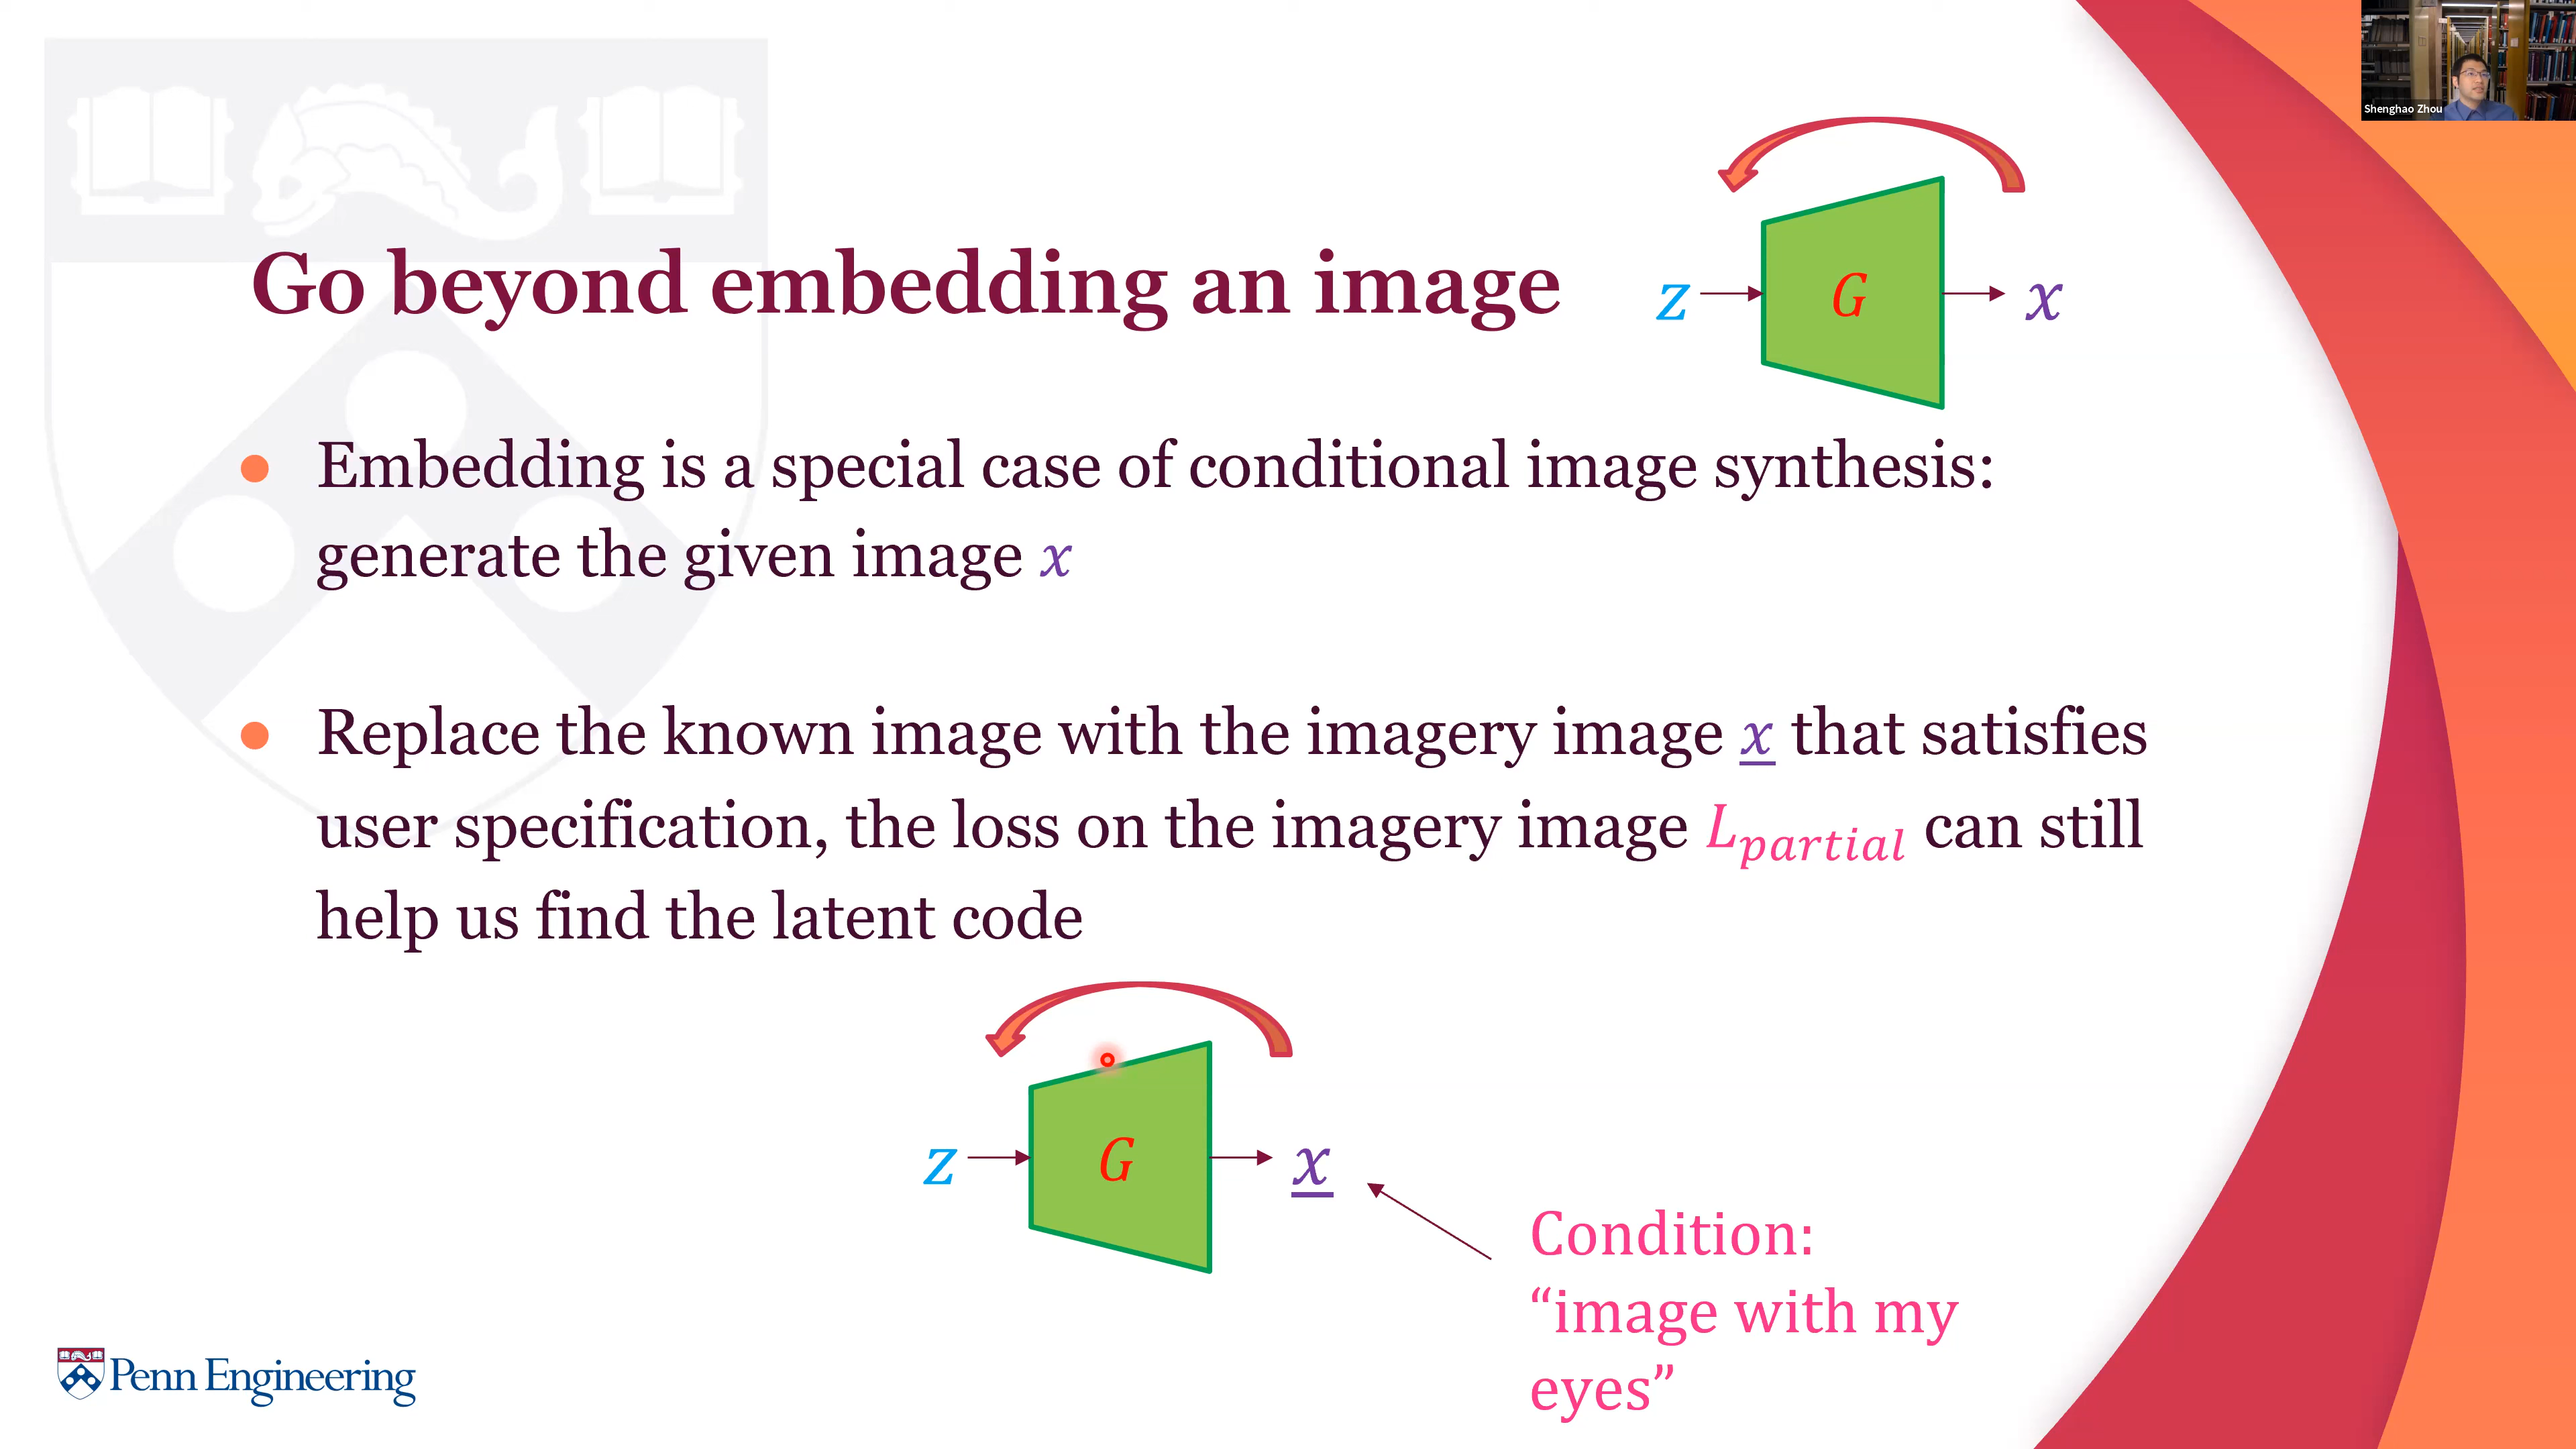 Shenghao Zhou
Go beyond embedding an image
z G x
Embedding is a special case of conditional image synthesis:
generate the given image x
Replace the known image with the imagery image x that satisfies
user specification, the loss on the imagery image L_partial can still
help us find the latent code
z G x
Condition:
“image with my
eyes”
Penn Engineering